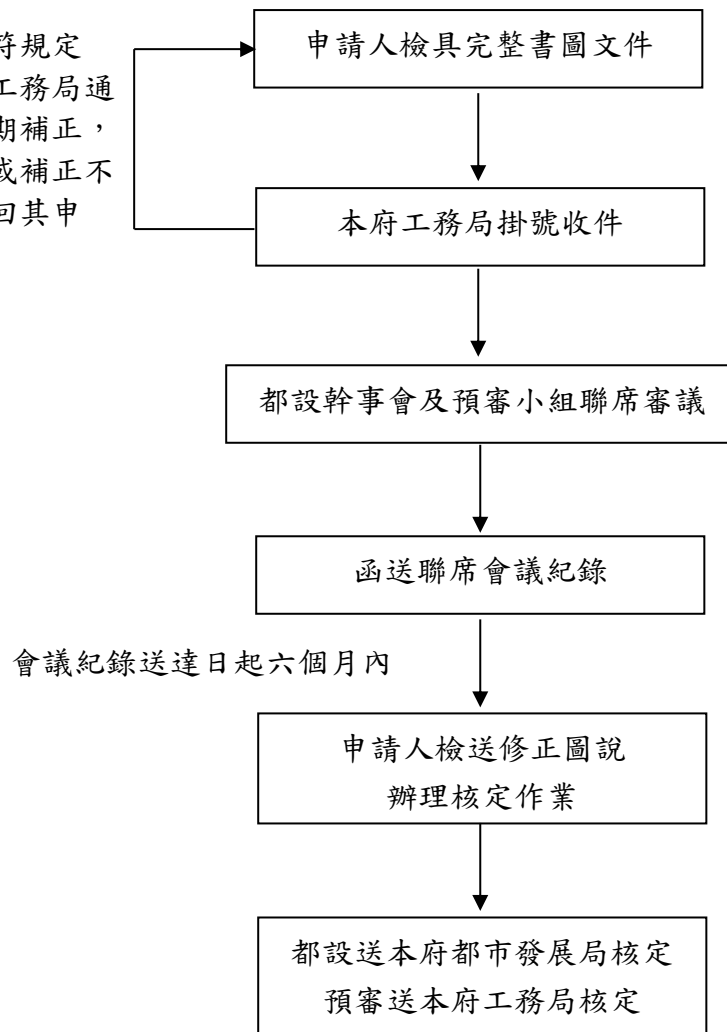 符規定
工務局通
期補正，
或補正不
回其申
申請人檢具完整書圖文件
本府工務局掛號收件
都設幹事會及預審小組聯席審議
函送聯席會議紀錄
會議紀錄送達日起六個月內
申請人檢送修正圖說
辦理核定作業
都設送本府都市發展局核定
預審送本府工務局核定